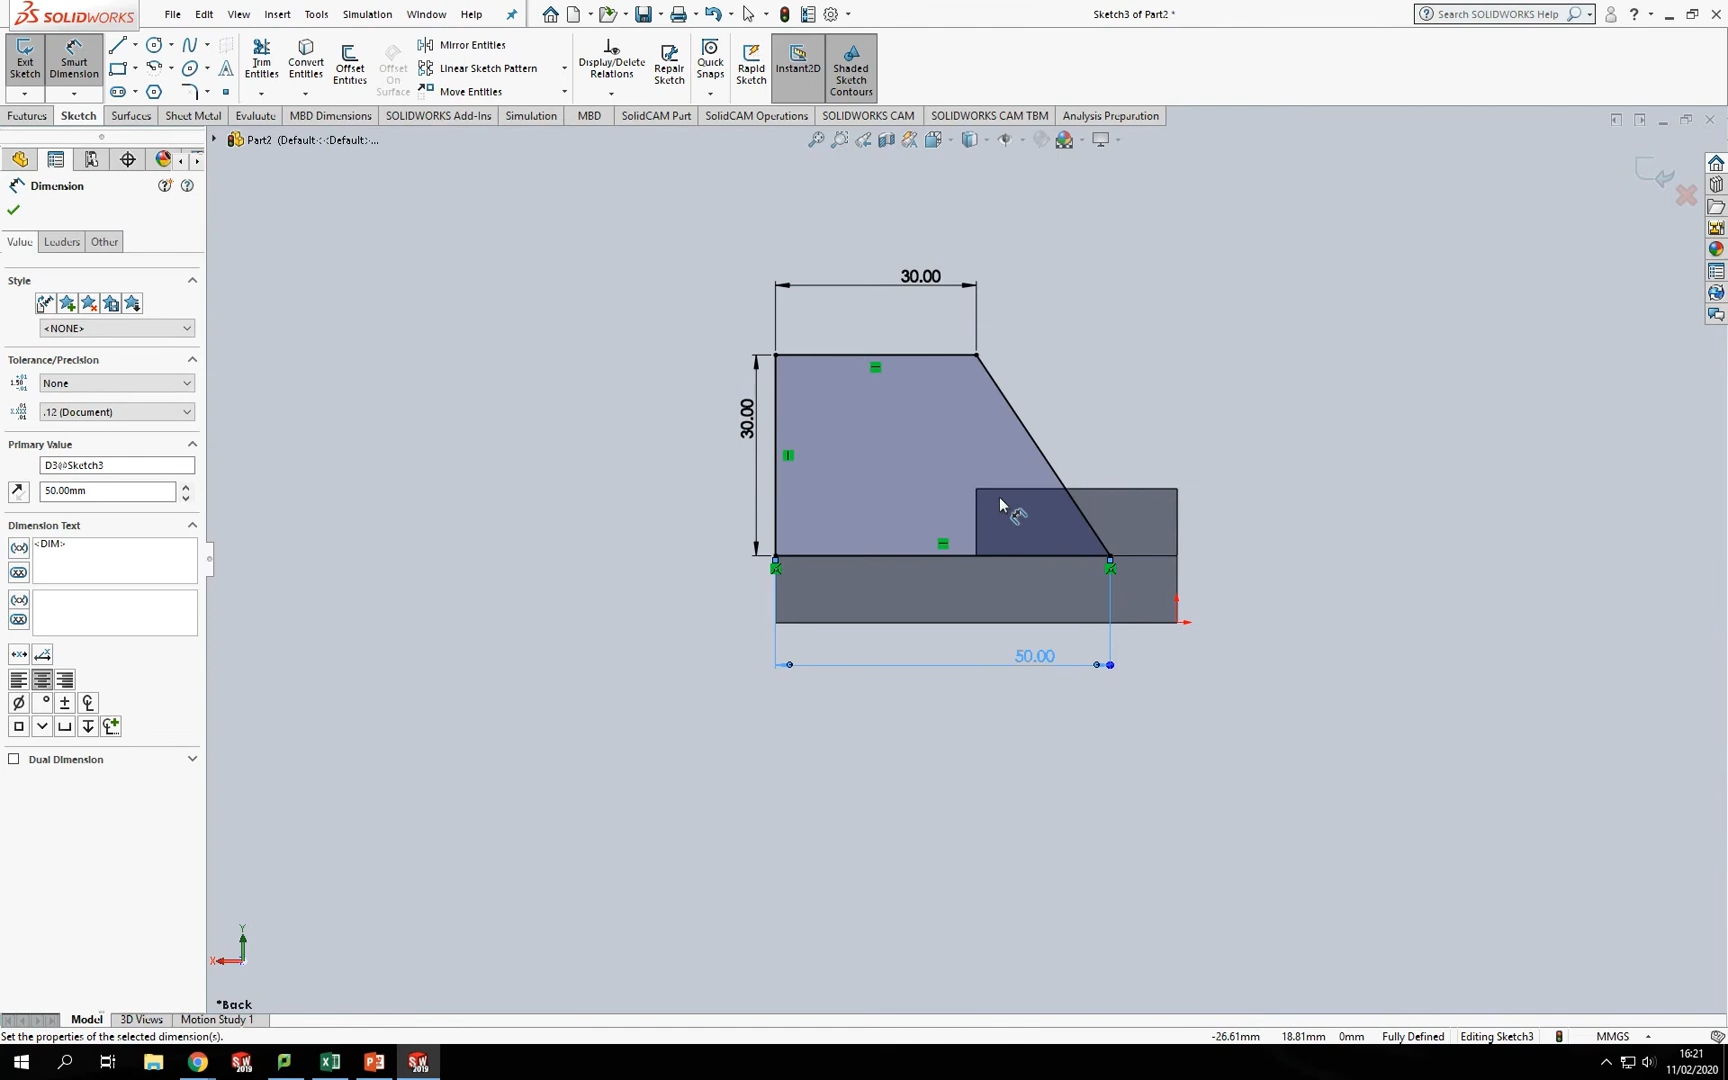 SOLIDWORKS
File Edit View Insert Tools Simulation Window Help
Sketch3 of Part2 *
Search SOLIDWORKS Help
Exit Sketch
Smart Dimension
Trim Entities
Convert Entities
Offset Entities
Offset On Surface
Mirror Entities
Linear Sketch Pattern
Move Entities
Display/Delete Relations
Repair Sketch
Quick Snaps
Rapid Sketch
Instant2D
Shaded Sketch Contours
Features Sketch Surfaces Sheet Metal Evaluate MBD Dimensions SOLIDWORKS Add-Ins Simulation MBD SolidCAM Part SolidCAM Operations SOLIDWORKS CAM SOLIDWORKS CAM TBM Analysis Preparation
Part2 (Default<<Default>...
Dimension
Value Leaders Other
Style
<NONE>
Tolerance/Precision
None
.12 (Document)
Primary Value
D3@Sketch3
50.00mm
Dimension Text
<DIM>
Dual Dimension
30.00
30.00
50.00
Y
X
*Back
Model 3D Views Motion Study 1
Set the properties of the selected dimension(s).
-26.61mm 18.81mm 0mm Fully Defined Editing Sketch3 MMGS
16:21
11/02/2020